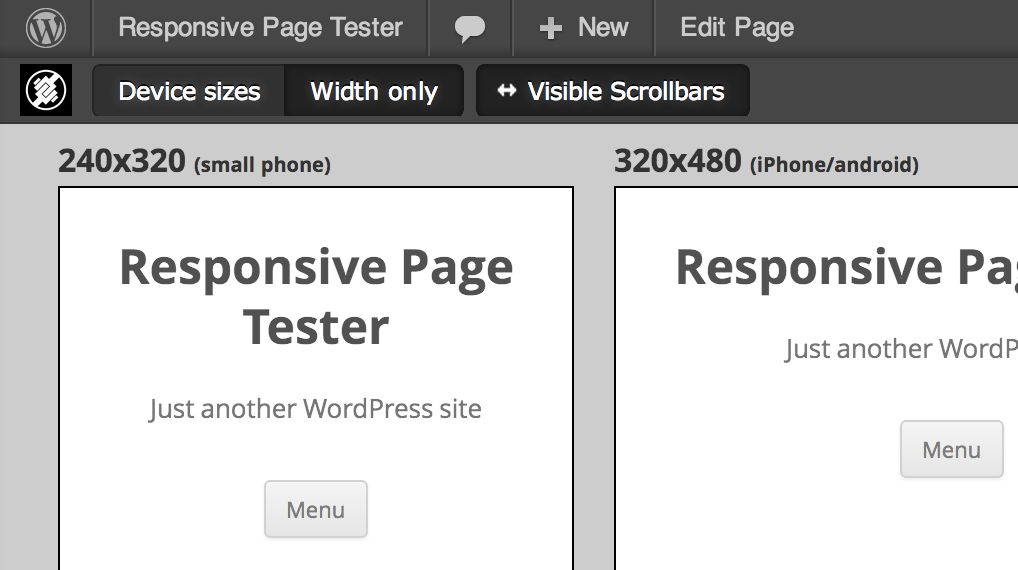 Responsive Page Tester New Edit Page
Device sizes Width only Visible Scrollbars
240x320 (small phone)
320x480 (iPhone/android)
Responsive Page
Tester
Just another WordPress site
Menu
Responsive Pag
Just another WordP
Menu